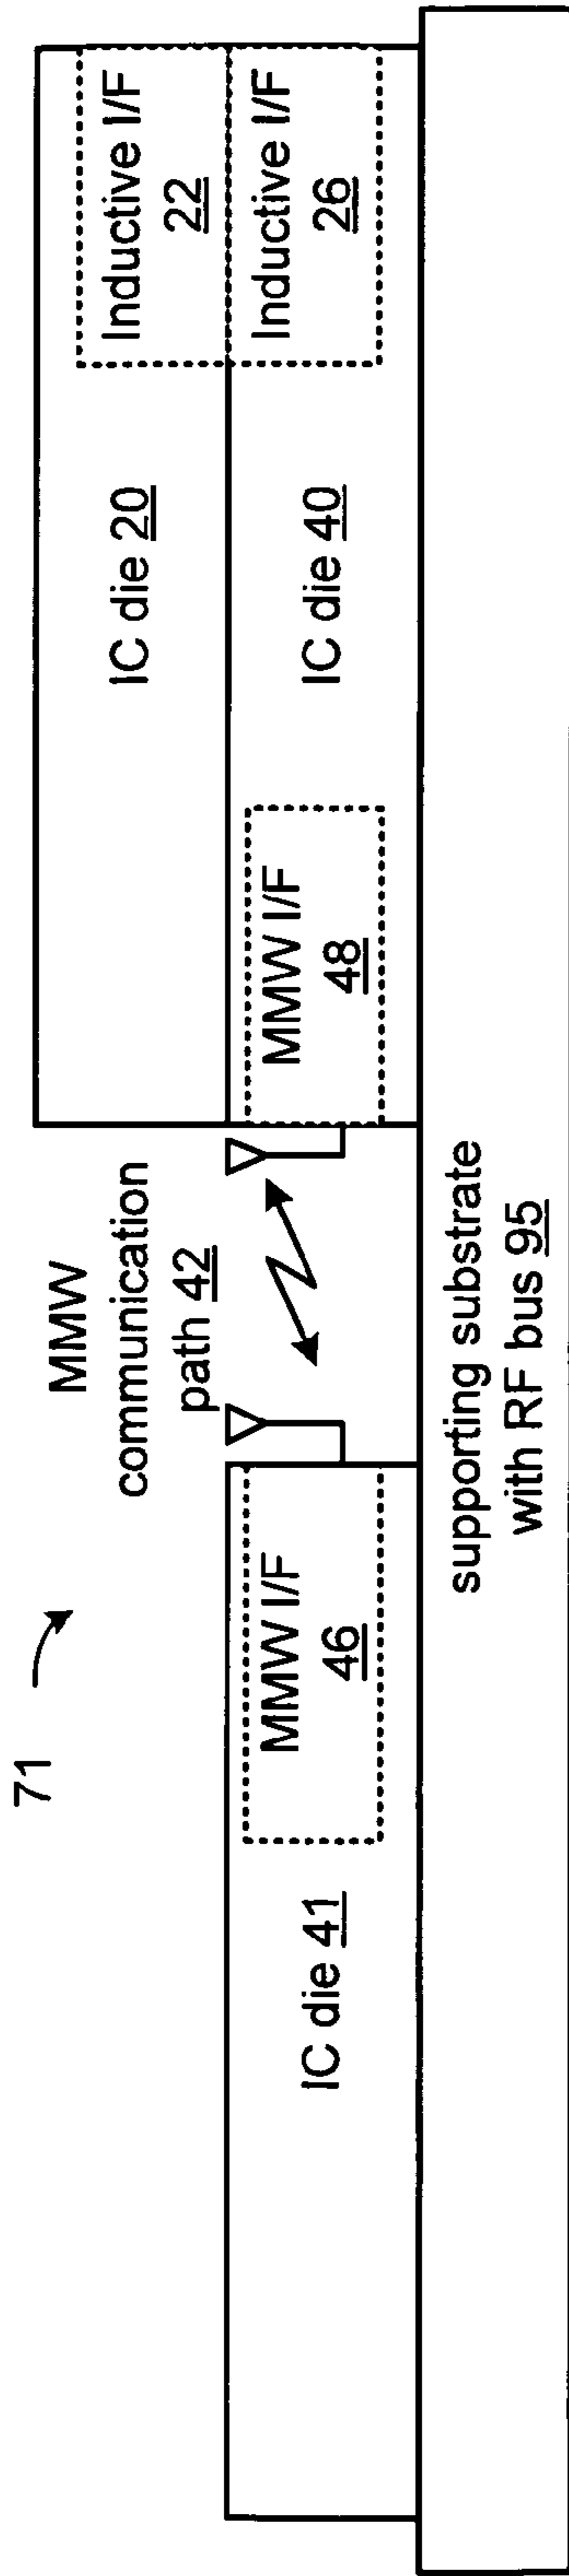 71
MMW
communication
path 42
IC die 20
Inductive I/F
22
IC die 41
MMW I/F
46
MMW I/F
48
IC die 40
Inductive I/F
26
supporting substrate
with RF bus 95